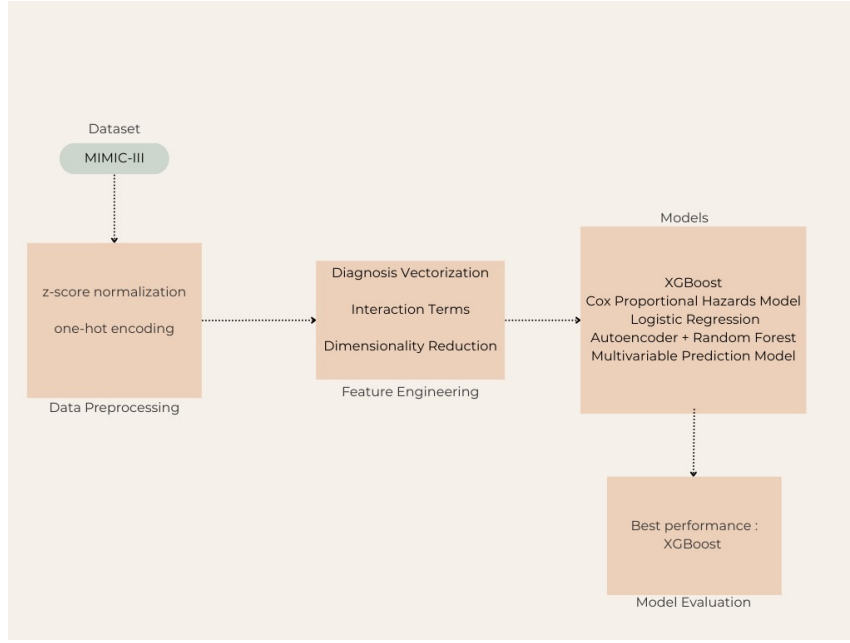 Dataset
MIMIC-III
z-score normalization
one-hot encoding
Data Preprocessing
Diagnosis Vectorization
Interaction Terms
Dimensionality Reduction
Feature Engineering
Models
XGBoost
Cox Proportional Hazards Model
Logistic Regression
Autoencoder + Random Forest
Multivariable Prediction Model
Best performance :
XGBoost
Model Evaluation